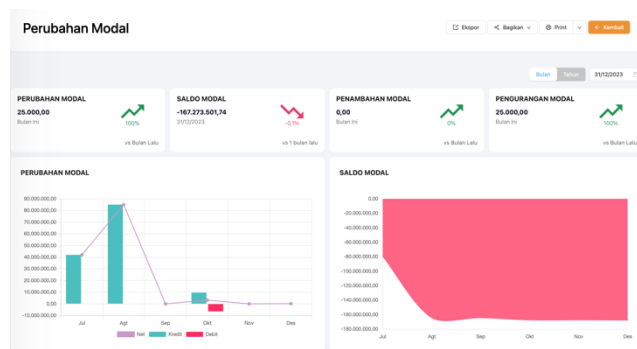 Perubahan Modal
Ekspor
Bagikan
Print
Kembali
Bulan
Tahun
31/12/2023
PERUBAHAN MODAL
25.000,00
Bulan Ini
100%
vs Bulan Lalu
SALDO MODAL
-167.273.501,74
31/12/2023
-0,1%
vs 1 bulan lalu
PENAMBAHAN MODAL
0,00
Bulan Ini
0%
vs Bulan Lalu
PENGURANGAN MODAL
25.000,00
Bulan Ini
100%
vs Bulan Lalu
PERUBAHAN MODAL
90.000.000,00
80.000.000,00
70.000.000,00
60.000.000,00
50.000.000,00
40.000.000,00
30.000.000,00
20.000.000,00
10.000.000,00
0,00
-10.000.000,00
Jul
Agt
Sep
Okt
Nov
Des
Net
Kredit
Debit
SALDO MODAL
0,00
-20.000.000,00
-40.000.000,00
-60.000.000,00
-80.000.000,00
-100.000.000,00
-120.000.000,00
-140.000.000,00
-160.000.000,00
-180.000.000,00
Jul
Agt
Sep
Okt
Nov
Des